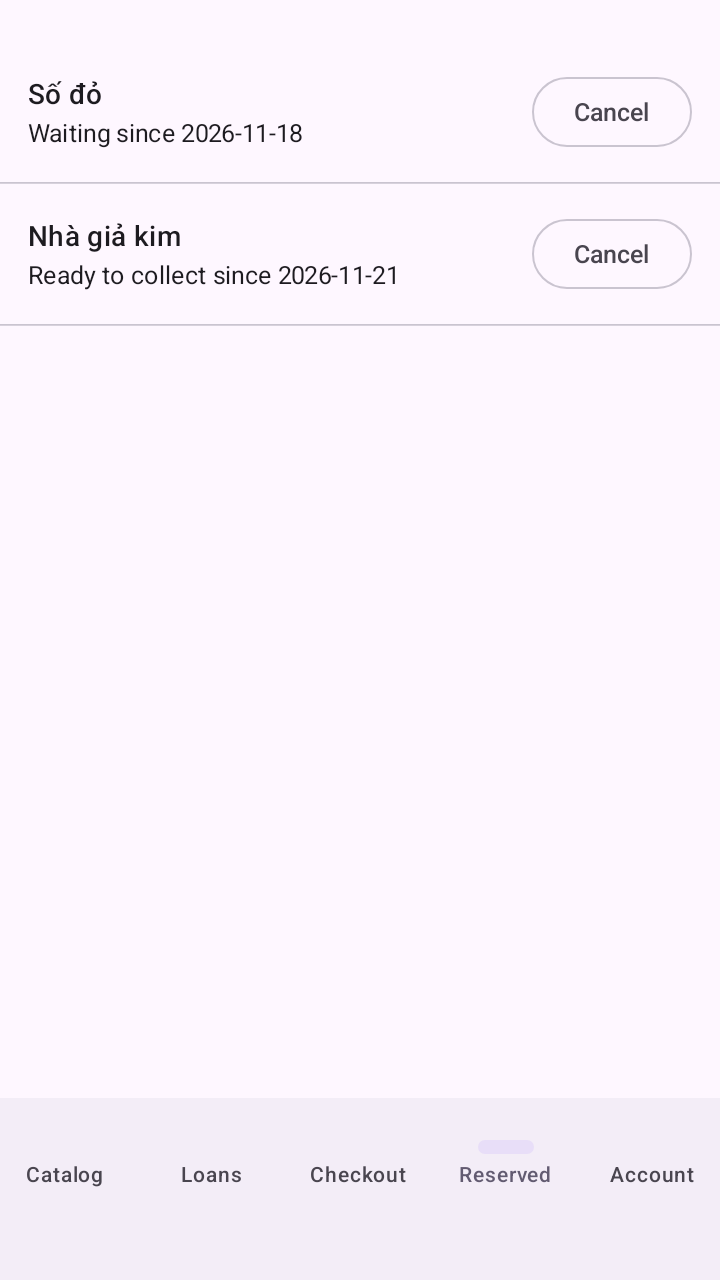 Số đỏ
Waiting since 2026-11-18
Cancel
Nhà giả kim
Ready to collect since 2026-11-21
Cancel
Catalog
Loans
Checkout
Reserved
Account